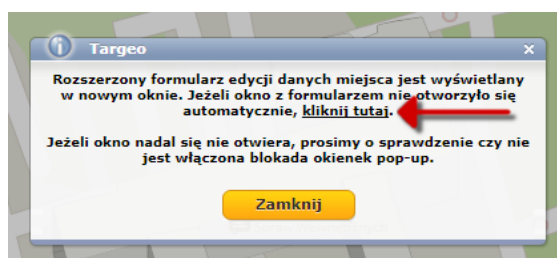 Targeo
x
Rozszerzony formularz edycji danych miejsca jest wyświetlany
w nowym oknie. Jeżeli okno z formularzem nie otworzyło się
automatycznie, kliknij tutaj.
Jeżeli okno nadal się nie otwiera, prosimy o sprawdzenie czy nie
jest włączona blokada okienek pop-up.
Zamknij